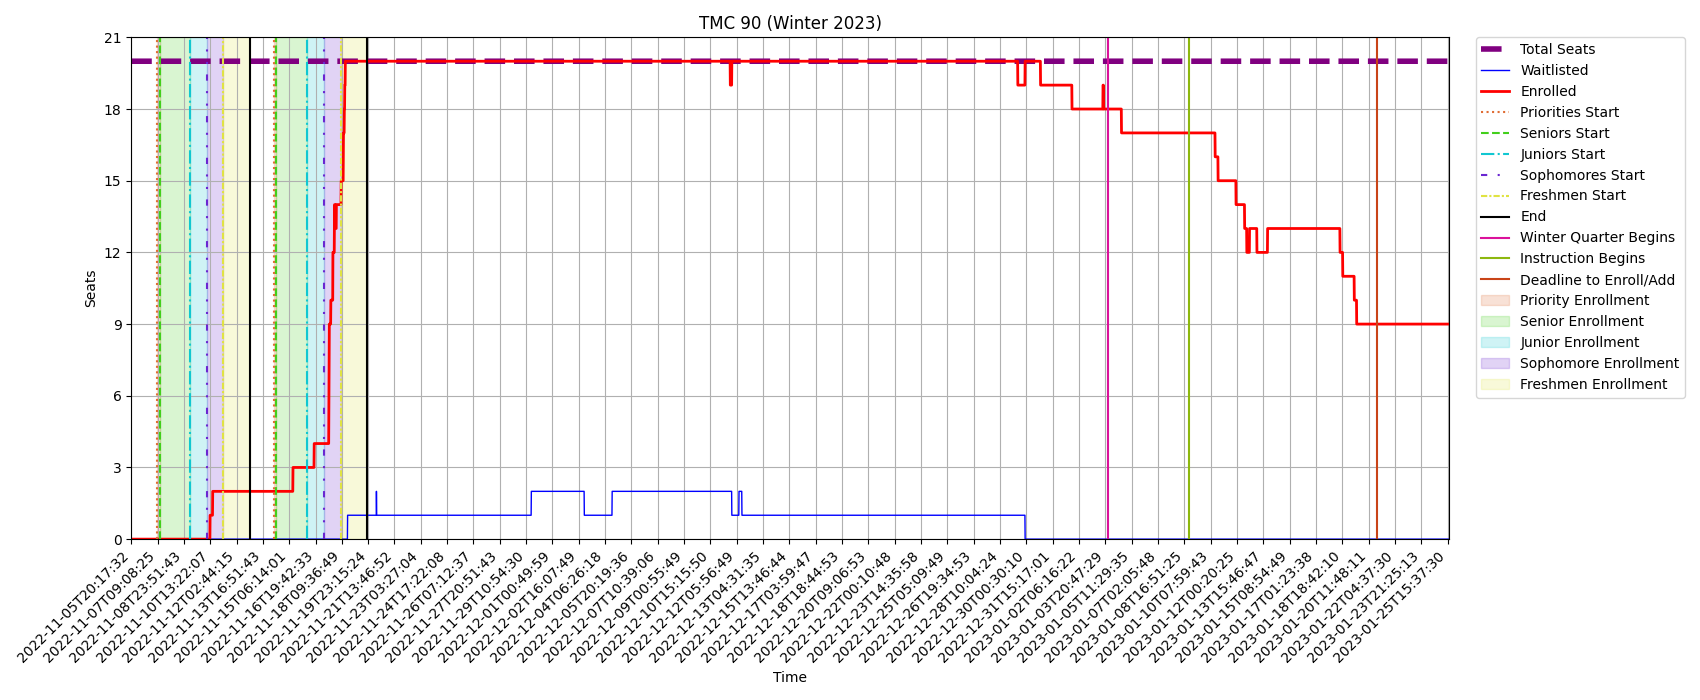 TMC 90 (Winter 2023)
21
18
15
12
9
6
3
0
Seats
2022-11-05T20:17:32
2022-11-07T09:08:25
2022-11-08T23:51:43
2022-11-10T13:22:07
2022-11-12T02:44:15
2022-11-13T16:51:43
2022-11-15T06:14:01
2022-11-16T19:42:33
2022-11-18T09:36:49
2022-11-19T23:15:24
2022-11-21T13:46:52
2022-11-23T03:27:04
2022-11-24T17:22:08
2022-11-26T07:12:37
2022-11-27T20:51:43
2022-11-29T10:54:30
2022-12-01T00:49:59
2022-12-02T16:07:49
2022-12-04T06:26:18
2022-12-05T20:19:36
2022-12-07T10:39:06
2022-12-09T00:55:49
2022-12-10T15:15:50
2022-12-12T05:56:49
2022-12-13T04:31:35
2022-12-15T13:46:44
2022-12-17T03:59:47
2022-12-18T18:44:53
2022-12-20T09:06:53
2022-12-22T00:10:48
2022-12-23T14:35:58
2022-12-25T05:09:49
2022-12-26T19:34:53
2022-12-28T10:04:24
2022-12-30T00:30:10
2022-12-31T15:17:01
2023-01-02T06:16:22
2023-01-03T20:47:29
2023-01-05T11:29:35
2023-01-07T02:05:48
2023-01-08T16:51:25
2023-01-10T07:59:43
2023-01-12T00:20:25
2023-01-13T15:46:47
2023-01-15T08:54:49
2023-01-17T01:23:38
2023-01-18T18:42:10
2023-01-20T11:48:11
2023-01-22T04:37:30
2023-01-23T21:25:13
2023-01-25T15:37:30
Time
Total Seats
Waitlisted
Enrolled
Priorities Start
Seniors Start
Juniors Start
Sophomores Start
Freshmen Start
End
Winter Quarter Begins
Instruction Begins
Deadline to Enroll/Add
Priority Enrollment
Senior Enrollment
Junior Enrollment
Sophomore Enrollment
Freshmen Enrollment